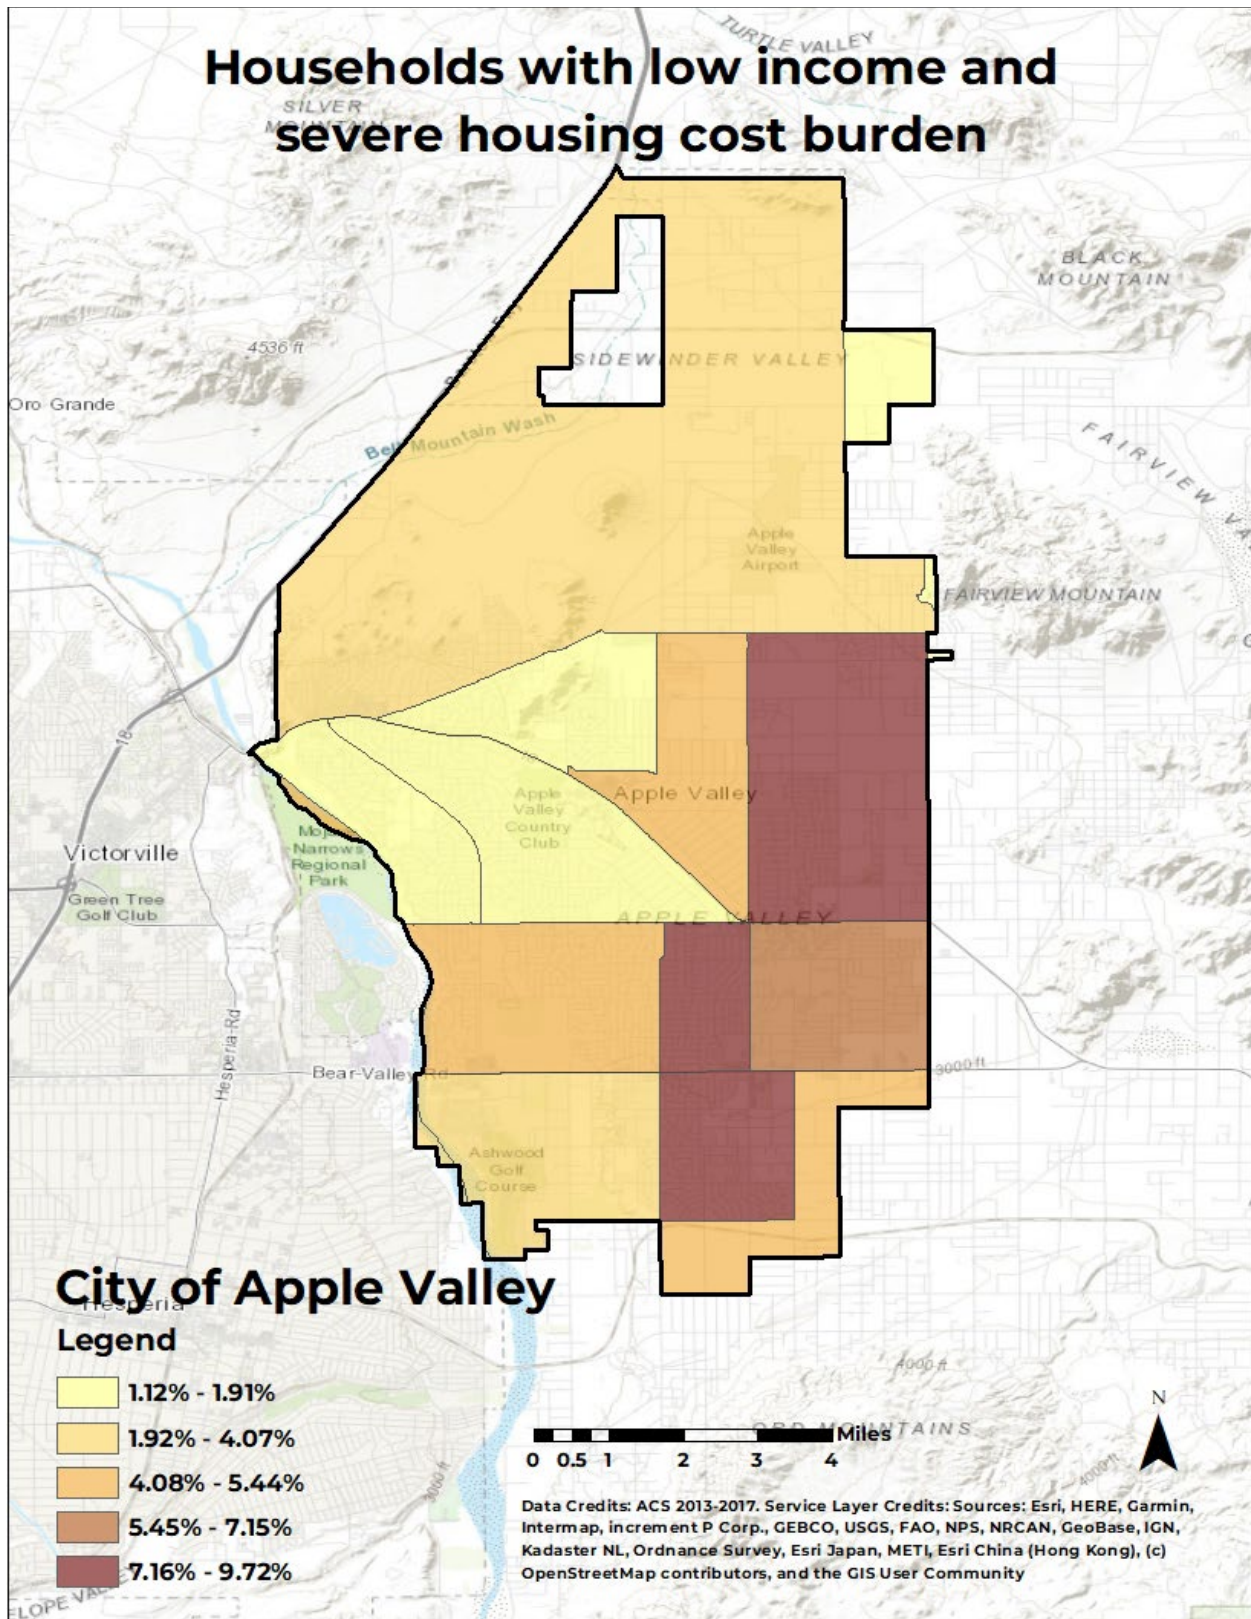 TURTLE VALLEY
Households with low income and
SILVER
severe housing cost burden
BLACK
MOUNTAIN
4536 ft
SIDEWINDER VALLEY
Oro Grande
Bell Mountain Wash
FAIRVIEW
Apple
Valley
Airport
FAIRVIEW MOUNTAIN
18
Apple
Valley
Country
Club
Apple Valley
Victorville
Mojave
Narrows
Regional
Park
Green Tree
Golf Club
APPLE VALLEY
Hesperia-Rd
Bear-Valley-Rd
3000 ft
Ashwood
Golf
Course
City of Apple Valley
Hesperia
Legend
1.12% - 1.91%
1.92% - 4.07%
4.08% - 5.44%
5.45% - 7.15%
7.16% - 9.72%
3000 ft
4000 ft
ORD MOUNTAINS
4000 ft
N
Miles
0 0.5 1 2 3 4
Data Credits: ACS 2013-2017. Service Layer Credits: Sources: Esri, HERE, Garmin,
Intermap, increment P Corp., GEBCO, USGS, FAO, NPS, NRCAN, GeoBase, IGN,
Kadaster NL, Ordnance Survey, Esri Japan, METI, Esri China (Hong Kong), (c)
OpenStreetMap contributors, and the GIS User Community